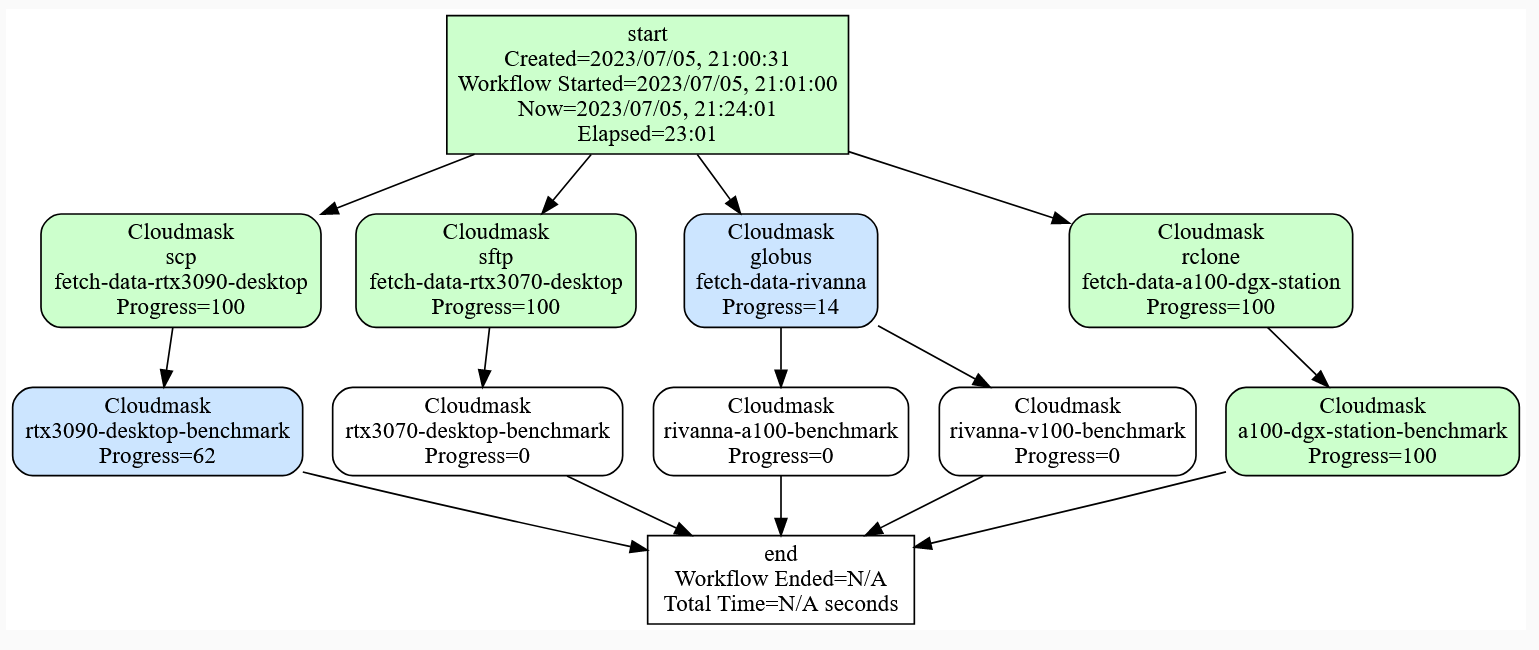 start
Created=2023/07/05, 21:00:31
Workflow Started=2023/07/05, 21:01:00
Now=2023/07/05, 21:24:01
Elapsed=23:01
Cloudmask
scp
fetch-data-rtx3090-desktop
Progress=100
Cloudmask
sftp
fetch-data-rtx3070-desktop
Progress=100
Cloudmask
globus
fetch-data-rivanna
Progress=14
Cloudmask
rclone
fetch-data-a100-dgx-station
Progress=100
Cloudmask
rtx3090-desktop-benchmark
Progress=62
Cloudmask
rtx3070-desktop-benchmark
Progress=0
Cloudmask
rivanna-a100-benchmark
Progress=0
Cloudmask
rivanna-v100-benchmark
Progress=0
Cloudmask
a100-dgx-station-benchmark
Progress=100
end
Workflow Ended=N/A
Total Time=N/A seconds